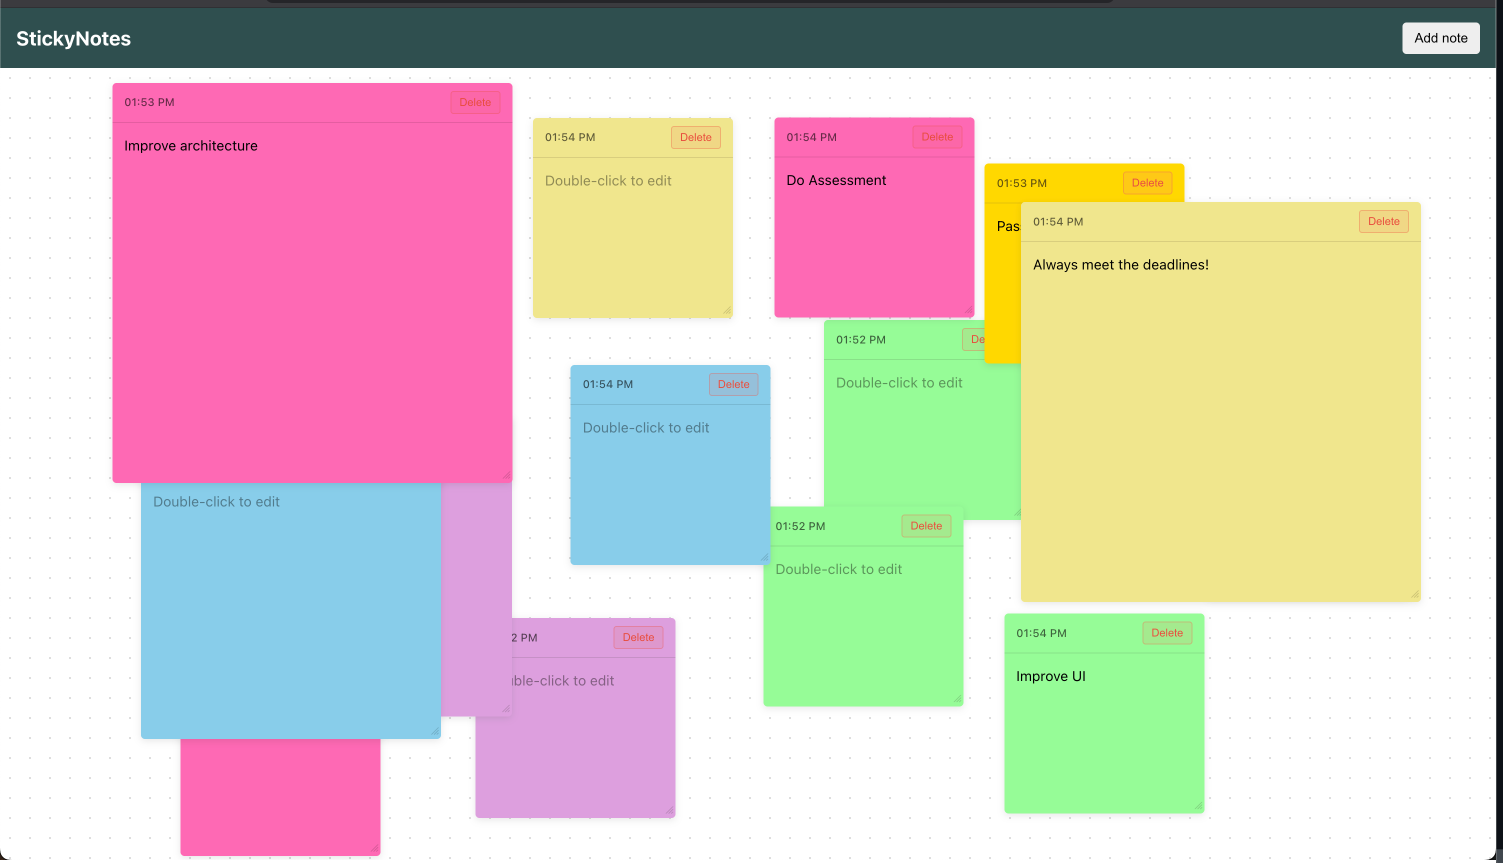 StickyNotes
Add note
01:53 PM
Delete
Improve architecture
01:54 PM
Delete
Double-click to edit
01:54 PM
Delete
Do Assessment
01:53 PM
Delete
Pas
01:54 PM
Delete
Always meet the deadlines!
01:52 PM
De
Double-click to edit
01:54 PM
Delete
Double-click to edit
Double-click to edit
01:52 PM
Delete
Double-click to edit
2 PM
Delete
ble-click to edit
01:54 PM
Delete
Improve UI